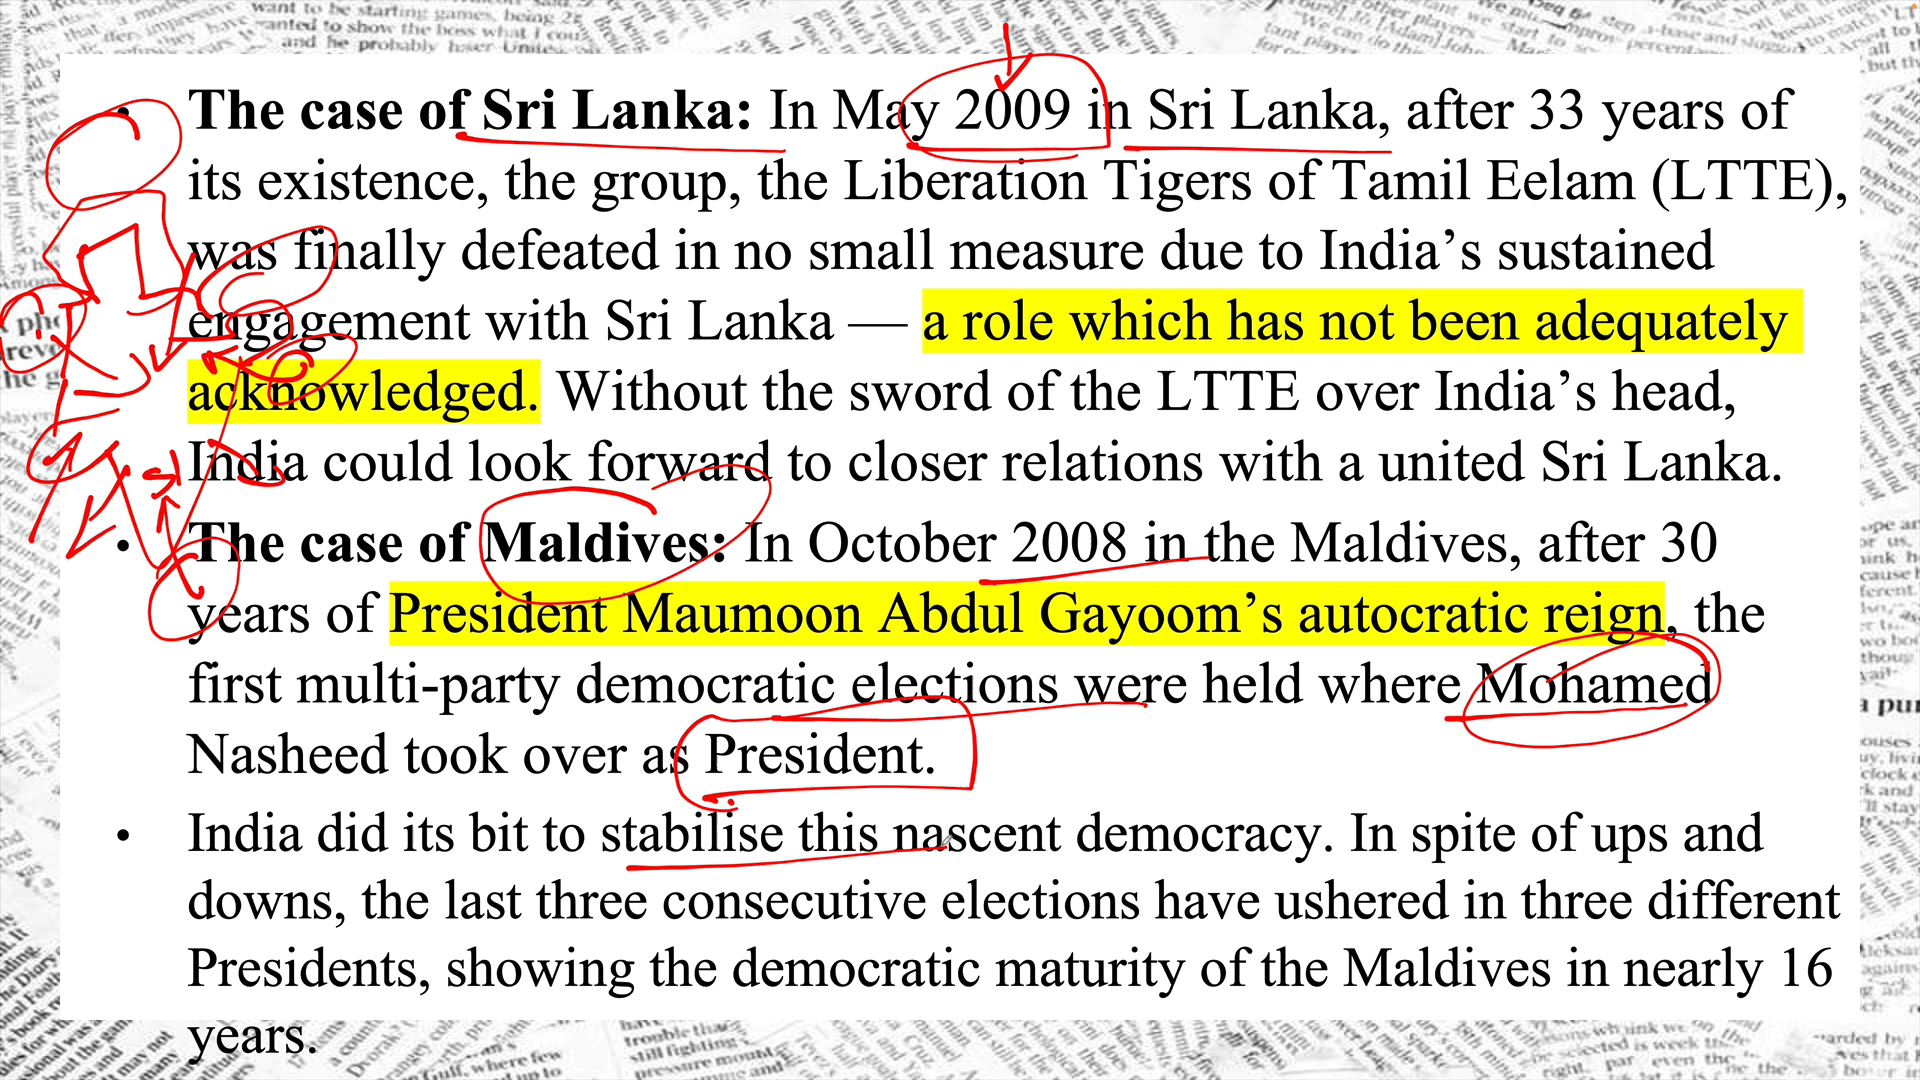 • The case of Sri Lanka: In May 2009 in Sri Lanka, after 33 years of
its existence, the group, the Liberation Tigers of Tamil Eelam (LTTE),
was finally defeated in no small measure due to India’s sustained
engagement with Sri Lanka — a role which has not been adequately
acknowledged. Without the sword of the LTTE over India’s head,
India could look forward to closer relations with a united Sri Lanka.
• The case of Maldives: In October 2008 in the Maldives, after 30
years of President Maumoon Abdul Gayoom’s autocratic reign, the
first multi-party democratic elections were held where Mohamed
Nasheed took over as President.
• India did its bit to stabilise this nascent democracy. In spite of ups and
downs, the last three consecutive elections have ushered in three different
Presidents, showing the democratic maturity of the Maldives in nearly 16
years.